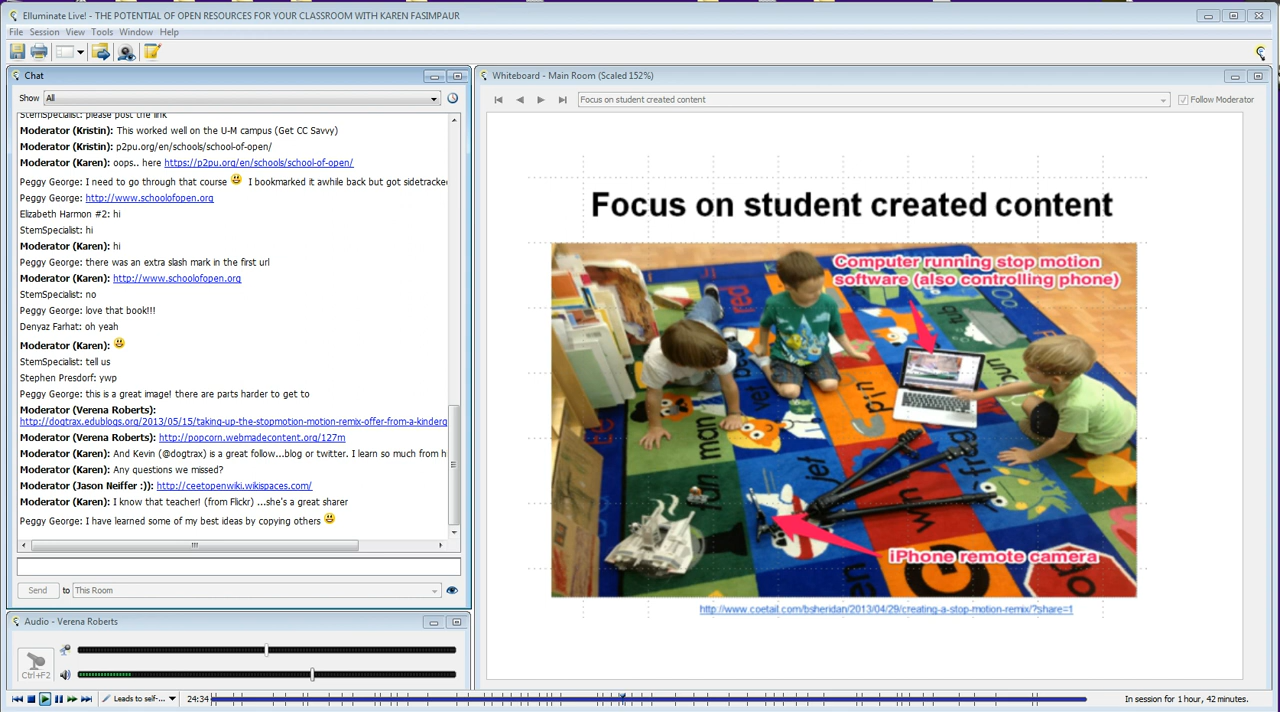 Elluminate Live! - THE POTENTIAL OF OPEN RESOURCES FOR YOUR CLASSROOM WITH KAREN FASIMPAUR
File Session View Tools Window Help
Chat
Show All
StemSpecialist: please post the link
Moderator (Kristin): This worked well on the U-M campus (Get CC Savvy)
Moderator (Kristin): p2pu.org/en/schools/school-of-open/
Moderator (Karen): oops.. here https://p2pu.org/en/schools/school-of-open/
Peggy George: I need to go through that course I bookmarked it awhile back but got sidetracke
Peggy George: http://www.schoolofopen.org
Elizabeth Harmon #2: hi
StemSpecialist: hi
Moderator (Karen): hi
Peggy George: there was an extra slash mark in the first url
Moderator (Karen): http://www.schoolofopen.org
StemSpecialist: no
Peggy George: love that book!!!
Denyaz Farhat: oh yeah
Moderator (Karen):
StemSpecialist: tell us
Stephen Presdorf: ywp
Peggy George: this is a great image! there are parts harder to get to
Moderator (Verena Roberts):
http://dogtrax.edublogs.org/2013/05/15/taking-up-the-stopmotion-motion-remix-offer-from-a-kinderg
Moderator (Verena Roberts): http://popcorn.webmadecontent.org/127m
Moderator (Karen): And Kevin (@dogtrax) is a great follow...blog or twitter. I learn so much from h
Moderator (Karen): Any questions we missed?
Moderator (Jason Neiffer :)): http://ceetopenwiki.wikispaces.com/
Moderator (Karen): I know that teacher! (from Flickr) ...she's a great sharer
Peggy George: I have learned some of my best ideas by copying others
Send to This Room
Audio - Verena Roberts
Ctrl+F2
Leads to self-... 24:34
In session for 1 hour, 42 minutes.
Whiteboard - Main Room (Scaled 152%)
Focus on student created content
Follow Moderator
Focus on student created content
Computer running stop motion
software (also controlling phone)
red
tub
pin
vet
man
fun
jet
frog
win
iPhone remote camera
http://www.coetail.com/bsheridan/2013/04/29/creating-a-stop-motion-remix/?share=1